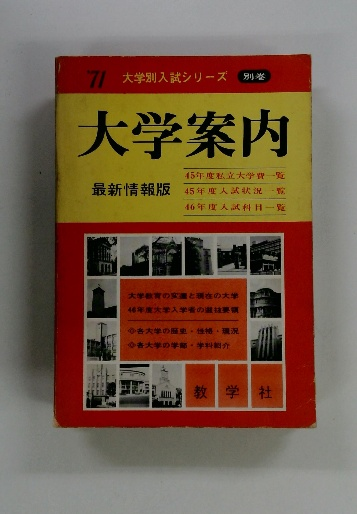 '71 大学別入試シリーズ 別巻
大学案内
最新情報版
45年度私立大学費一覧
45年度入試状況一覧
46年度入試科目一覧
大学教育の変遷と現在の大学
46年度大学入学者の選抜要領
◎各大学の歴史・性格・現況
◎各大学の学部・学科紹介
教学社